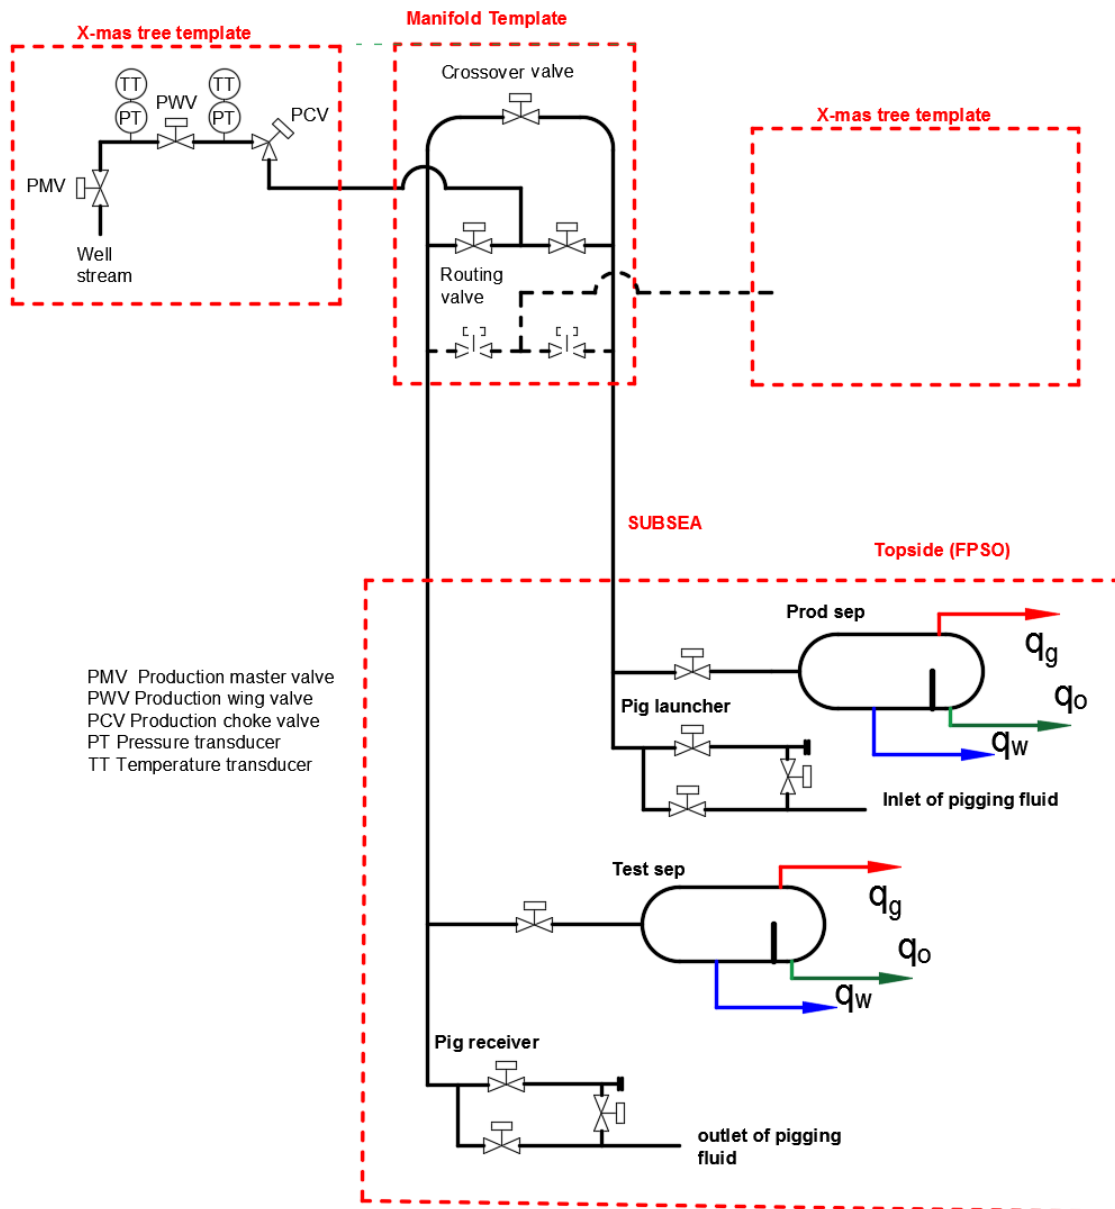 Manifold Template
X-mas tree template
Crossover valve
TT
TT
PWV
PCV
PT
PT
X-mas tree template
PMV
Well
stream
Routing
valve
SUBSEA
Topside (FPSO)
Prod sep
qg
PMV Production master valve
PWV Production wing valve
PCV Production choke valve
PT Pressure transducer
TT Temperature transducer
Pig launcher
qo
qw
Inlet of pigging fluid
Test sep
qg
qo
qw
Pig receiver
outlet of pigging
fluid